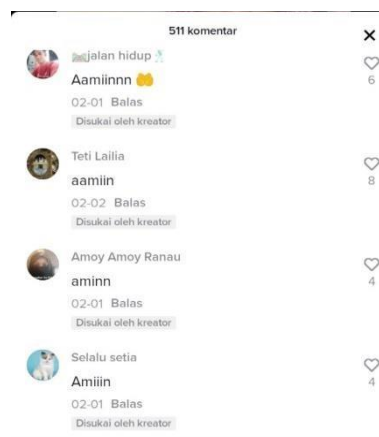 511 komentar
jalan hidup
Aamiinnn
6
02-01 Balas
Disukai oleh kreator
Teti Lailia
aamiin
8
02-02 Balas
Disukai oleh kreator
Amoy Amoy Ranau
aminn
4
02-01 Balas
Disukai oleh kreator
Selalu setia
Amiiin
4
02-01 Balas
Disukai oleh kreator